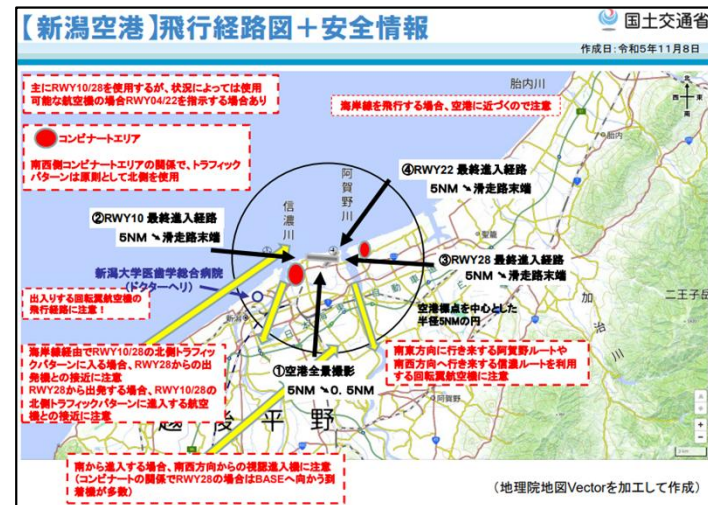 【新潟空港】飛行経路図＋安全情報
国土交通省
作成日：令和5年11月8日
主にRWY10/28を使用するが、状況によっては使用
可能な航空機の場合RWY04/22を指示する場合あり
コンビナートエリア
南西側コンビナートエリアの関係で、トラフィック
パターンは原則として北側を使用
海岸線を飛行する場合、空港に近づくので注意
胎内川
北
西
東
南
胎内
④RWY22 最終進入経路
5NM ↘ 滑走路末端
阿賀野川
信濃川
聖籠
②RWY10 最終進入経路
5NM ↘ 滑走路末端
③RWY28 最終進入経路
5NM ↘ 滑走路末端
新潟大学医歯学総合病院
（ドクターヘリ）
出入りする回転翼航空機の
飛行経路に注意！
空港標点を中心とした
半径5NMの円
加治川
二王子岳
①空港全景撮影
5NM ↘ 0.5NM
海岸線経由でRWY10/28の北側トラフィ
ックパターンに入る場合、RWY28からの出
発機との接近に注意
RWY28から出発する場合、RWY10/28の
北側トラフィックパターンに進入する航空
機との接近に注意
南東方向に行き来する阿賀野ルートや
南西方向へ行き来する信濃ルートを利用
する回転翼航空機に注意
阿賀野
越後平野
南から進入する場合、南西方向からの視認進入機に注意
（コンビナートの関係でRWY28の場合はBASEへ向かう到
着機が多数）
（地理院地図Vectorを加工して作成）